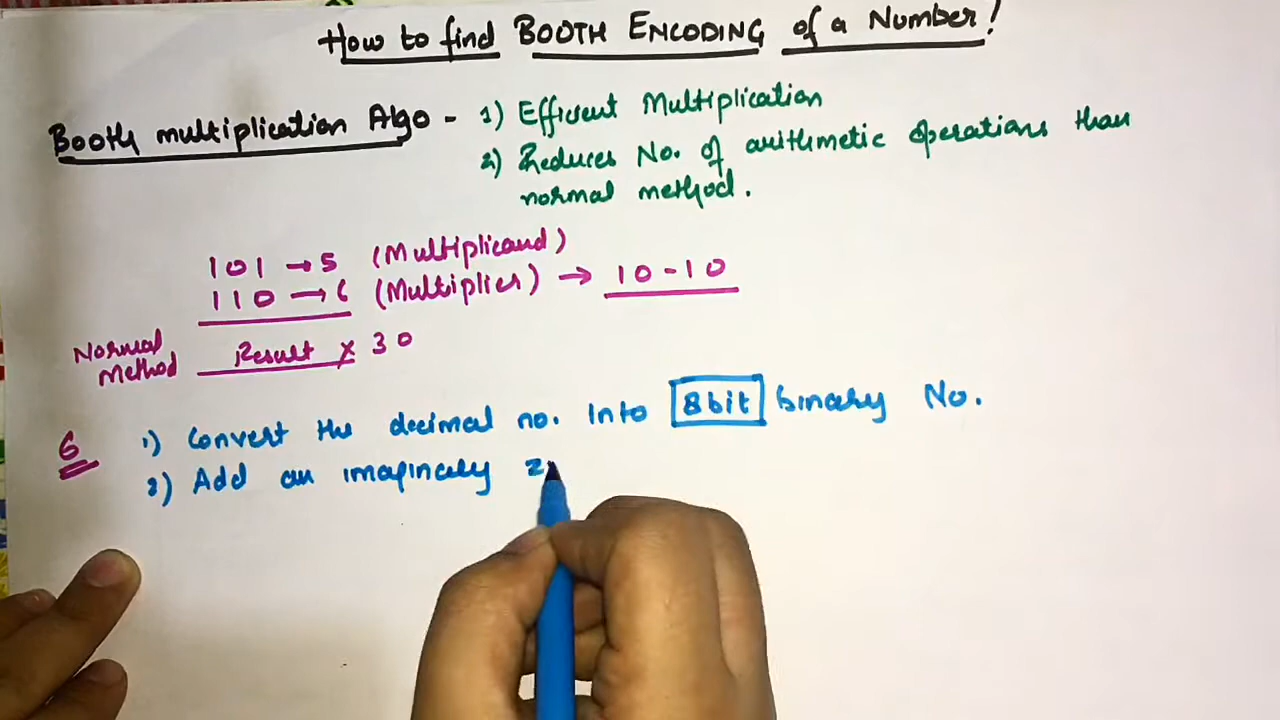 How to find BOOTH ENCODING of a Number!
Booth multiplication Algo - 1) Efficient Multiplication
2) Reduces No. of arithmetic operations than
normal method.
101 → 5 (Multiplicand)
110 → 6 (Multiplier) → 10-10
Normal Method Result x 30
6 1) Convert the decimal no. into 8bit binary No.
2) Add an imaginary z